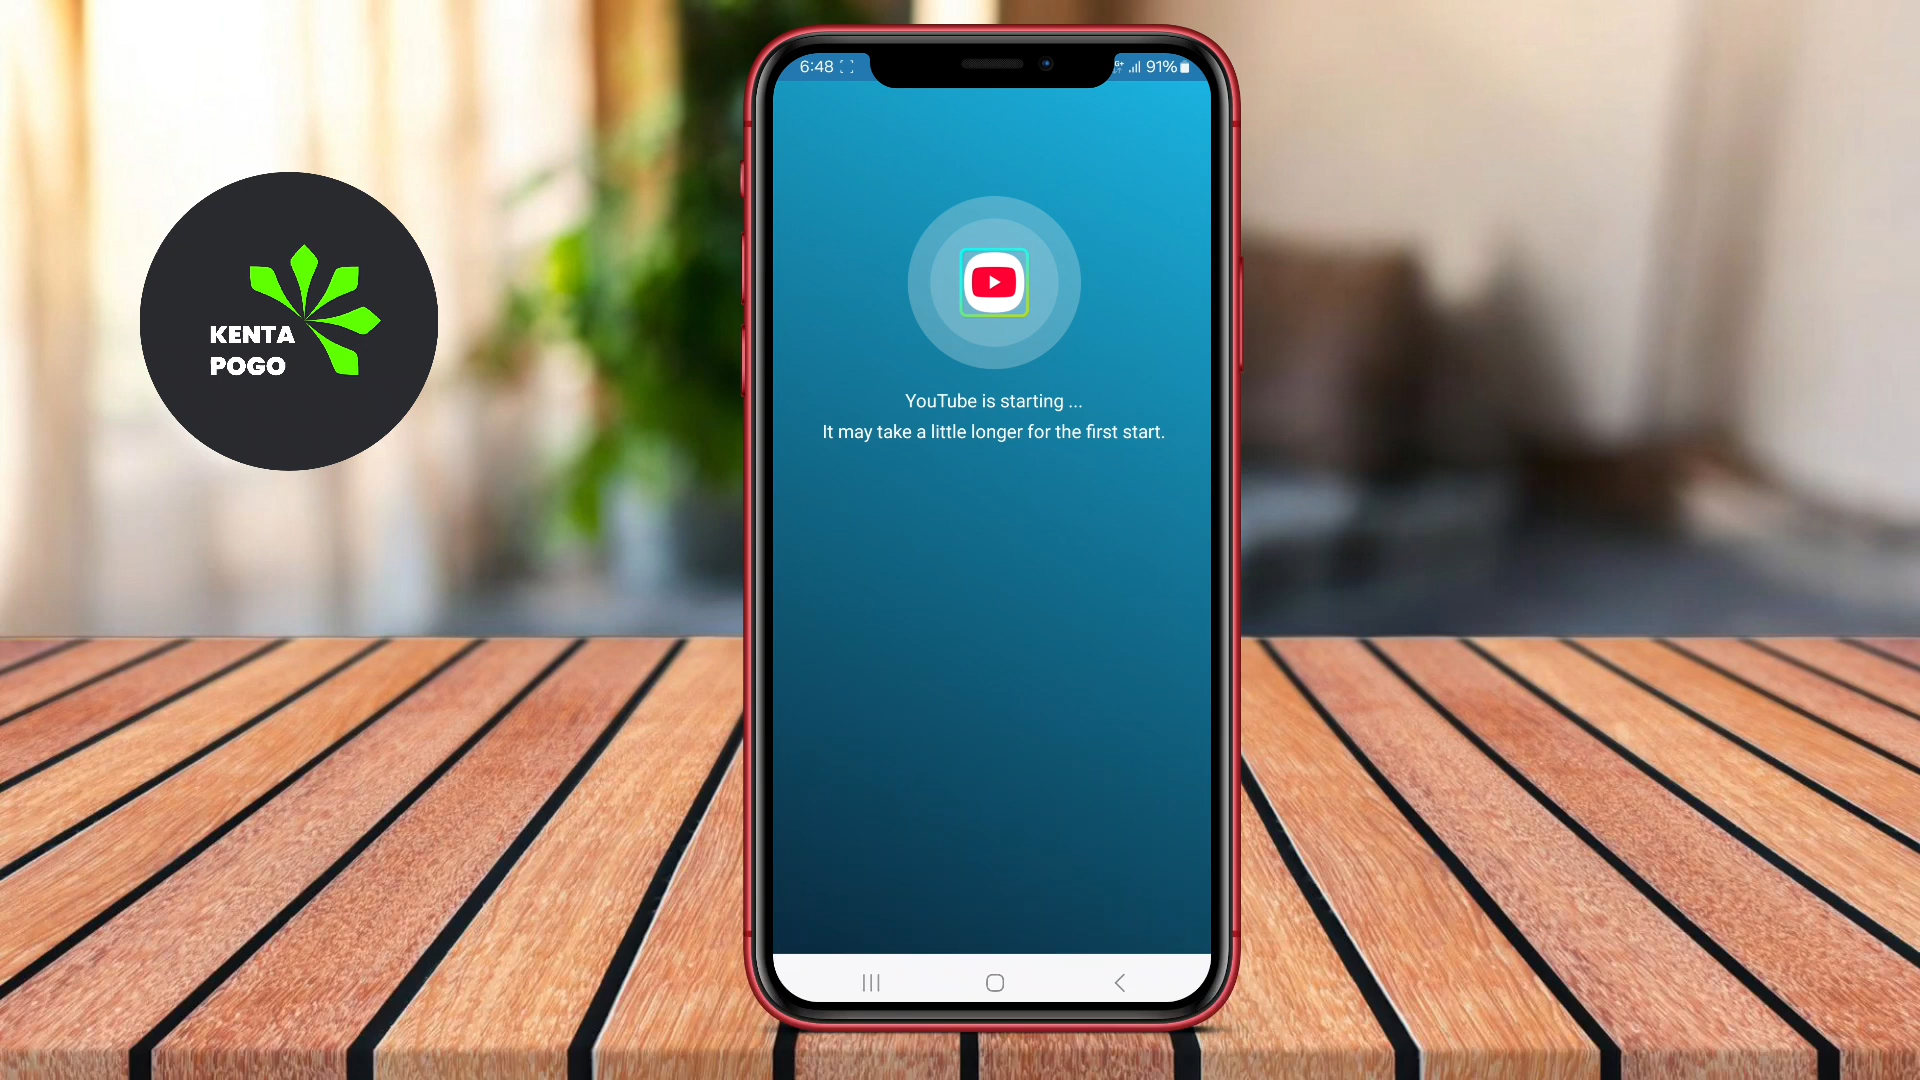 KENTA
POGO
6:48
91%
YouTube is starting ...
It may take a little longer for the first start.